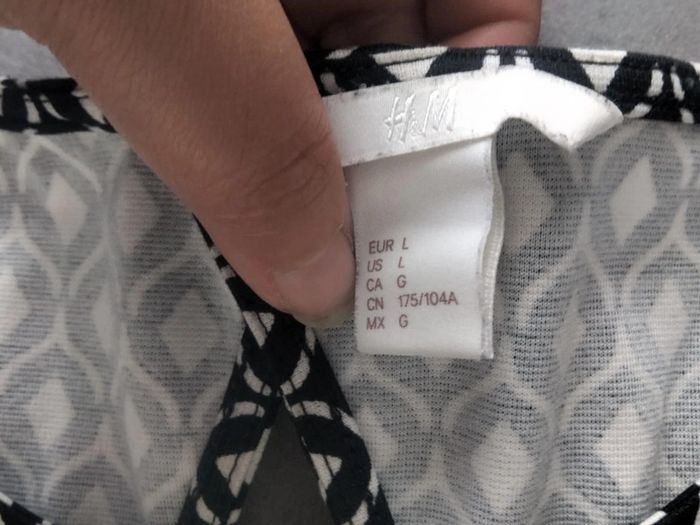 H&M
EUR L
US L
CA G
CN 175/104A
MX G